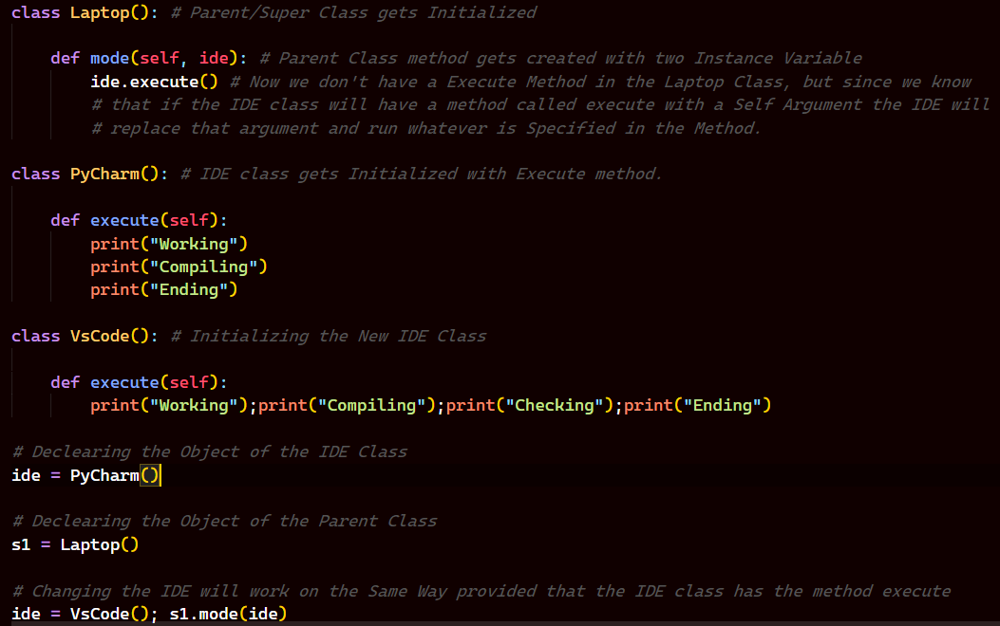 class Laptop(): # Parent/Super Class gets Initialized
def mode(self, ide): # Parent Class method gets created with two Instance Variable
ide.execute() # Now we don't have a Execute Method in the Laptop Class, but since we know
# that if the IDE class will have a method called execute with a Self Argument the IDE will
# replace that argument and run whatever is Specified in the Method.
class PyCharm(): # IDE class gets Initialized with Execute method.
def execute(self):
print("Working")
print("Compiling")
print("Ending")
class VsCode(): # Initializing the New IDE Class
def execute(self):
print("Working");print("Compiling");print("Checking");print("Ending")
# Declearing the Object of the IDE Class
ide = PyCharm()
# Declearing the Object of the Parent Class
s1 = Laptop()
# Changing the IDE will work on the Same Way provided that the IDE class has the method execute
ide = VsCode(); s1.mode(ide)